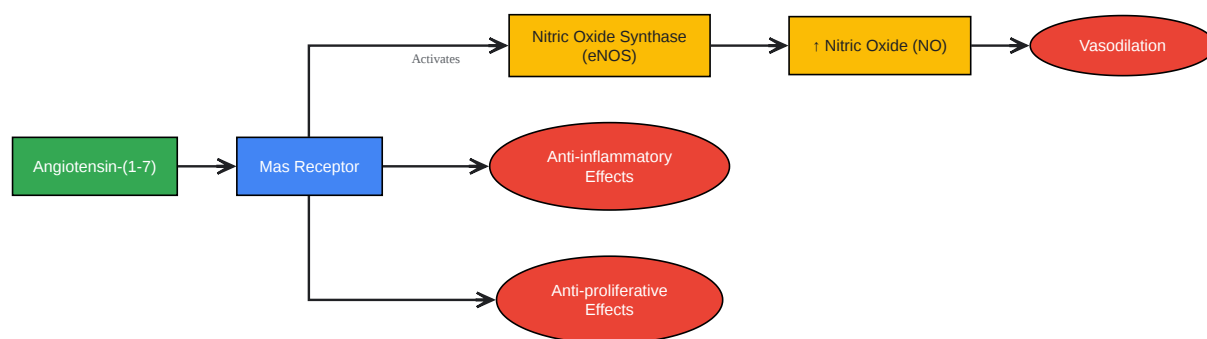 Nitric Oxide Synthase
(eNOS)
↑ Nitric Oxide (NO)
Vasodilation
Activates
Angiotensin-(1-7)
Mas Receptor
Anti-inflammatory
Effects
Anti-proliferative
Effects